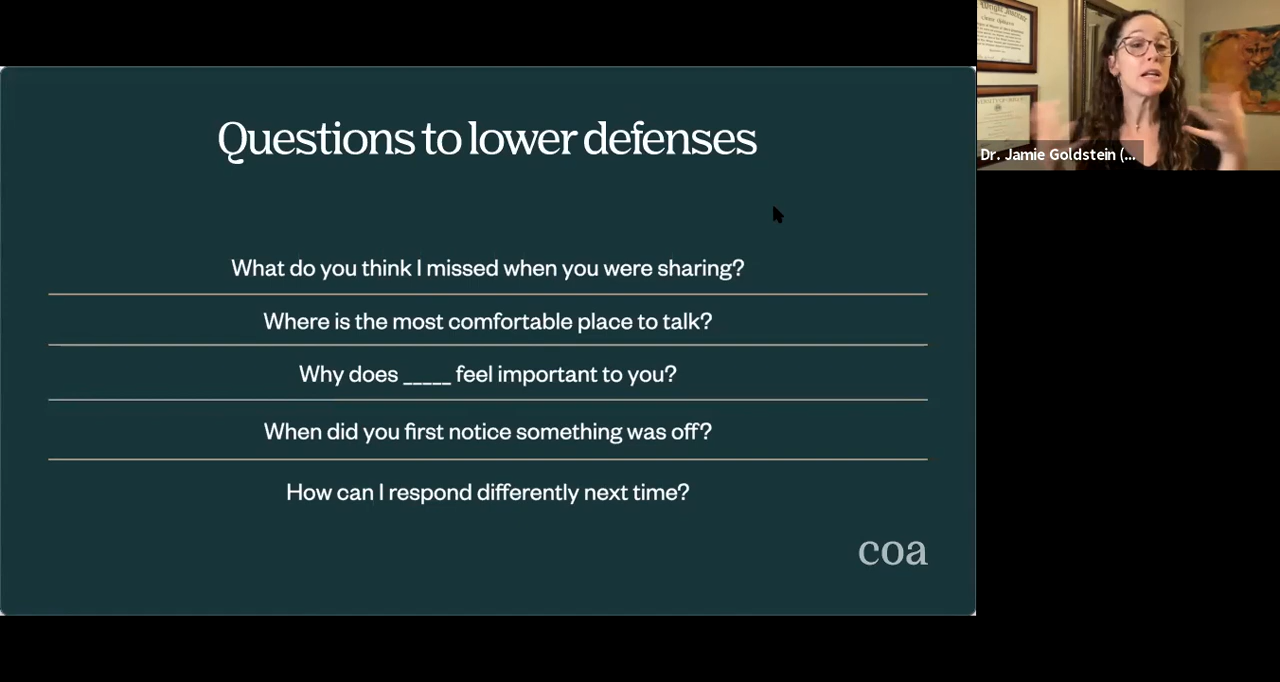 Questions to lower defenses
What do you think I missed when you were sharing?
Where is the most comfortable place to talk?
Why does _____ feel important to you?
When did you first notice something was off?
How can I respond differently next time?
coa
Wright Institute
Dr. Jamie Goldstein (...